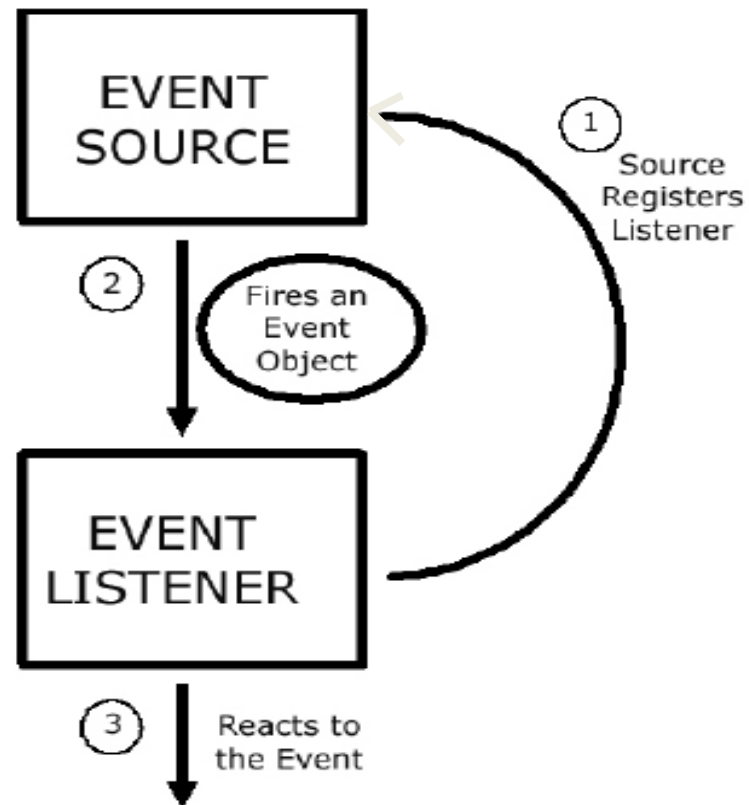 EVENT
SOURCE
1
Source
Registers
Listener
2
Fires an
Event
Object
EVENT
LISTENER
3
Reacts to
the Event